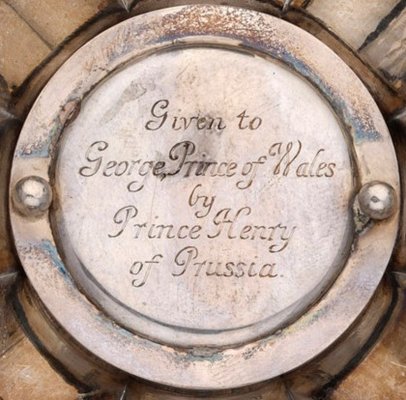 Given to
George, Prince of Wales
by
Prince Henry
of Prussia.